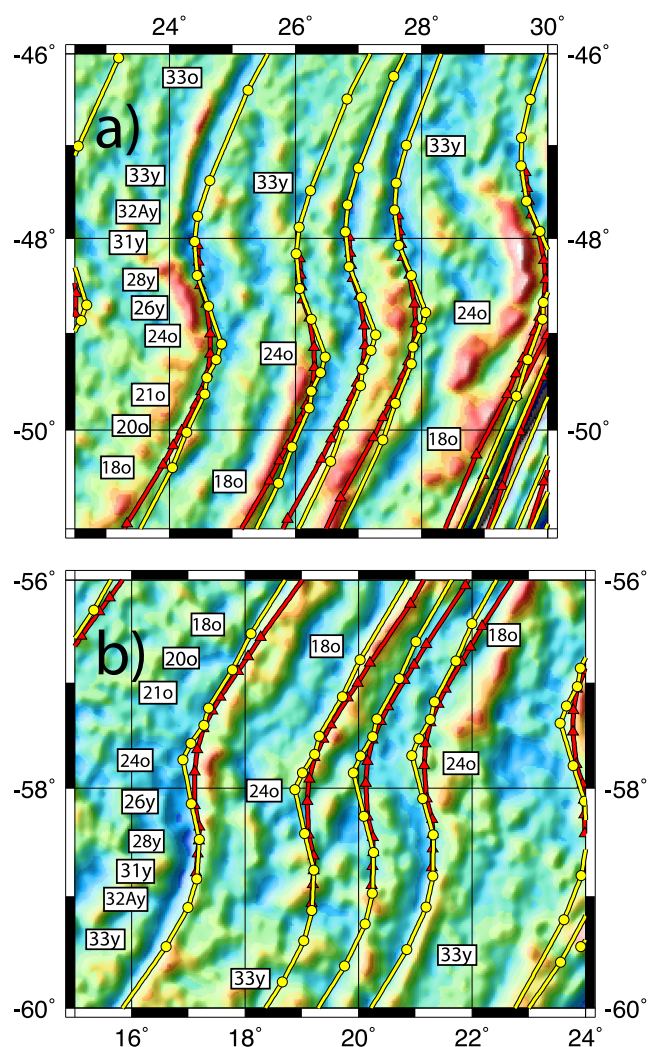 24° 26° 28° 30°
-46° -46°
33o
a)
33y 33y 33y
32Ay
-48° 31y -48°
28y
26y
24o 24o
24o
21o
20o
-50° -50°
18o 18o 18o
-56° -56°
18o 18o 18o
b)
20o
21o
24o 24o
-58° 24o -58°
26y
28y
31y
32Ay
33y 33y
33y
-60° -60°
16° 18° 20° 22° 24°